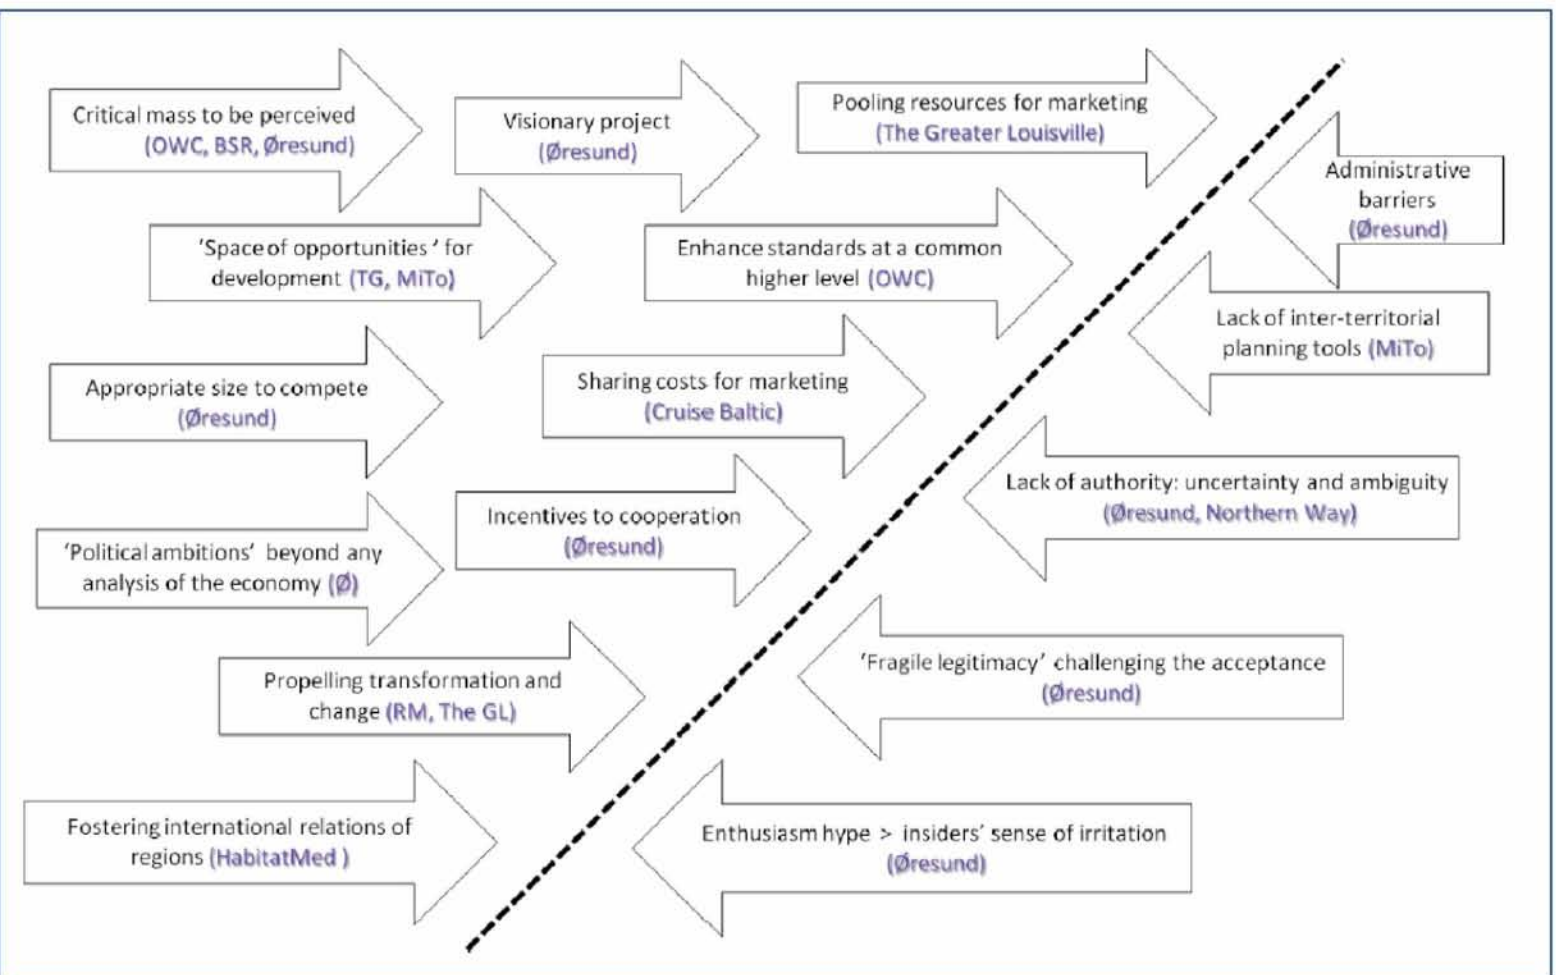 Critical mass to be perceived
(OWC, BSR, Øresund)
Visionary project
(Øresund)
Pooling resources for marketing
(The Greater Louisville)
Administrative
barriers
(Øresund)
'Space of opportunities ' for
development (TG, MiTo)
Enhance standards at a common
higher level (OWC)
Lack of inter-territorial
planning tools (MiTo)
Appropriate size to compete
(Øresund)
Sharing costs for marketing
(Cruise Baltic)
Lack of authority: uncertainty and ambiguity
(Øresund, Northern Way)
Incentives to cooperation
(Øresund)
'Political ambitions' beyond any
analysis of the economy (Ø)
'Fragile legitimacy' challenging the acceptance
(Øresund)
Propelling transformation and
change (RM, The GL)
Fostering international relations of
regions (HabitatMed )
Enthusiasm hype > insiders' sense of irritation
(Øresund)